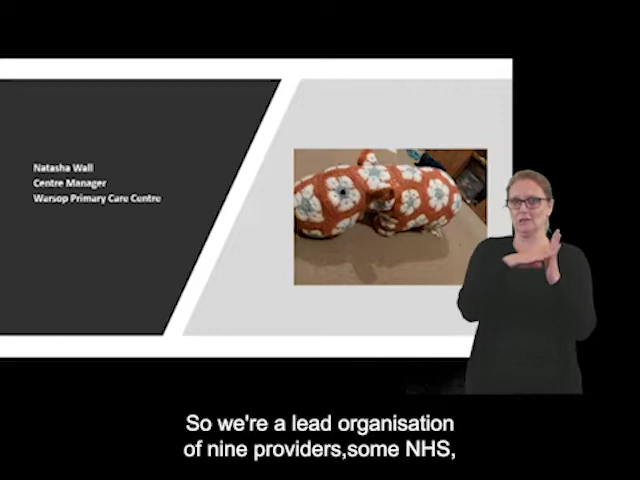 Natasha Wall
Centre Manager
Warsop Primary Care Centre
So we're a lead organisation
of nine providers,some NHS,